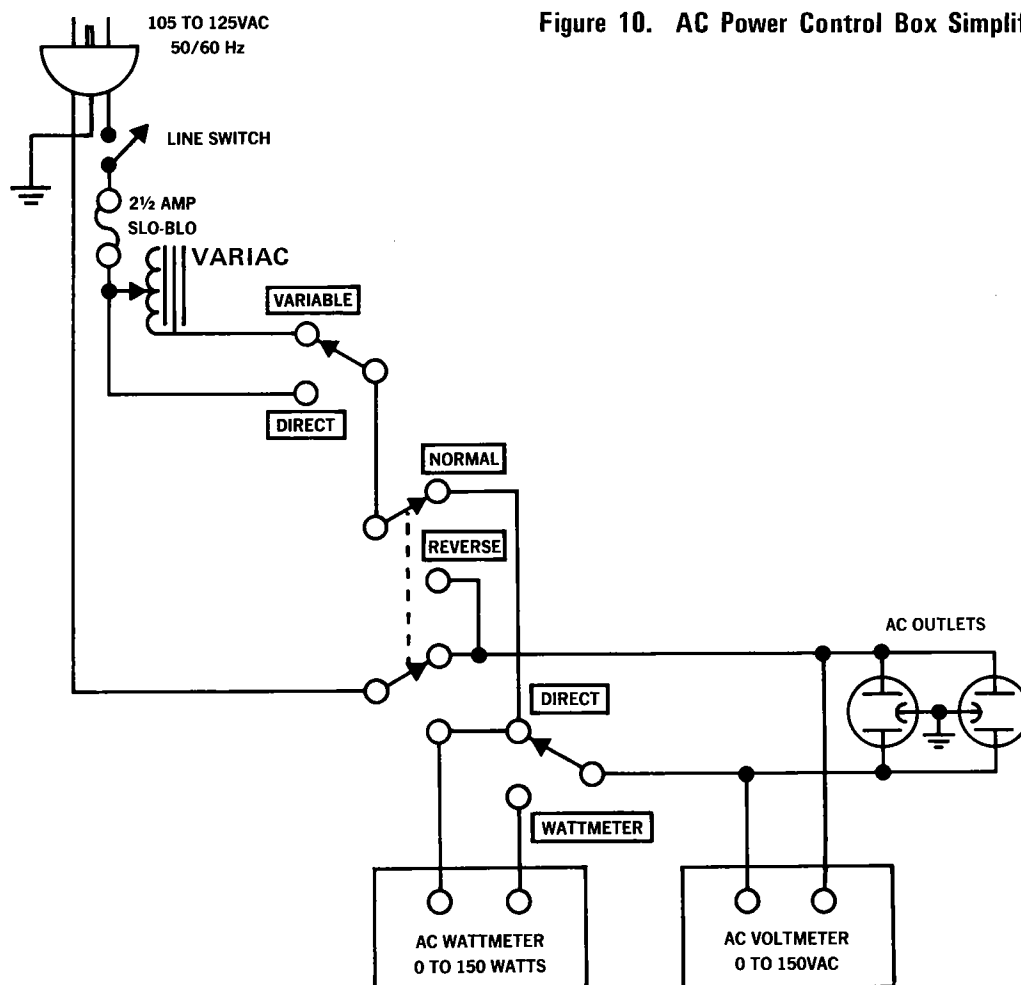 Figure 10. AC Power Control Box Simplif
105 TO 125VAC
50/60 Hz
LINE SWITCH
2½ AMP
SLO-BLO
VARIAC
VARIABLE
DIRECT
NORMAL
REVERSE
AC OUTLETS
DIRECT
WATTMETER
AC WATTMETER
0 TO 150 WATTS
AC VOLTMETER
0 TO 150VAC